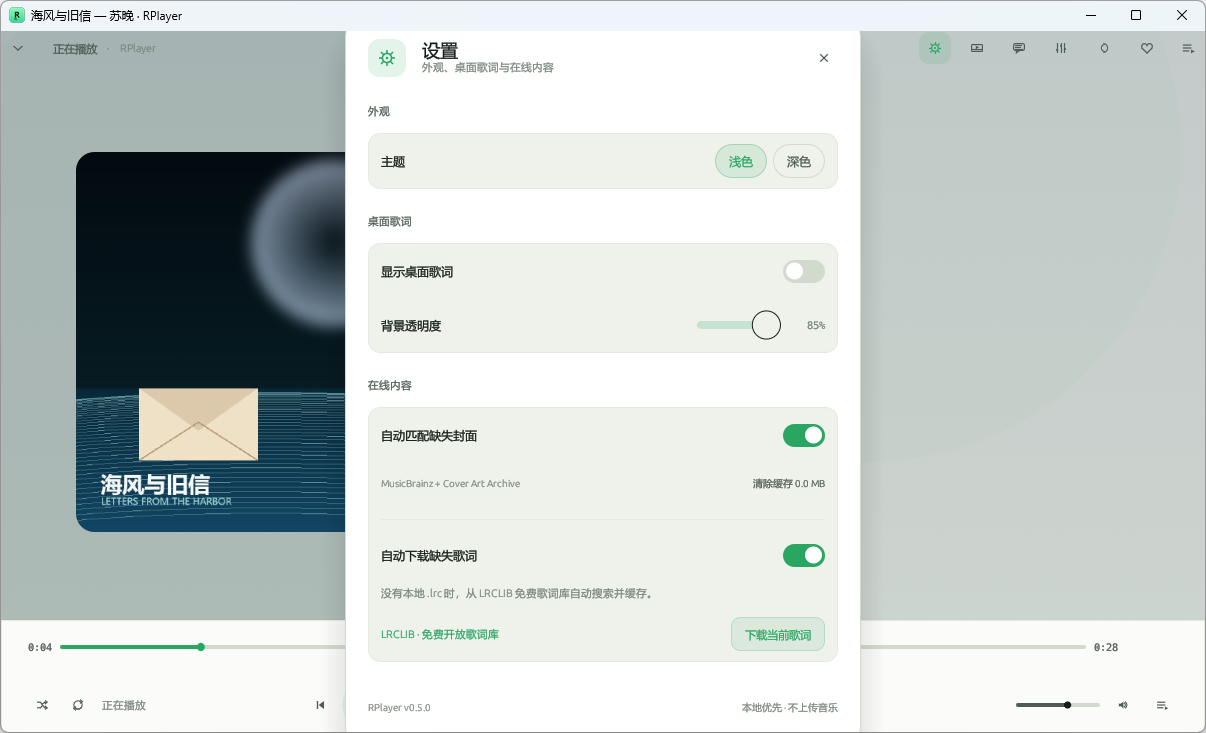 R 海风与旧信 — 苏晚 · RPlayer
正在播放 · RPlayer
设置
外观、桌面歌词与在线内容
外观
主题 浅色 深色
桌面歌词
显示桌面歌词
背景透明度 85%
在线内容
自动匹配缺失封面
MusicBrainz + Cover Art Archive 清除缓存 0.0 MB
自动下载缺失歌词
没有本地 .lrc 时，从 LRCLIB 免费歌词库自动搜索并缓存。
LRCLIB · 免费开放歌词库 下载当前歌词
RPlayer v0.5.0 本地优先 · 不上传音乐
海风与旧信
LETTERS FROM THE HARBOR
0:04 0:28
正在播放